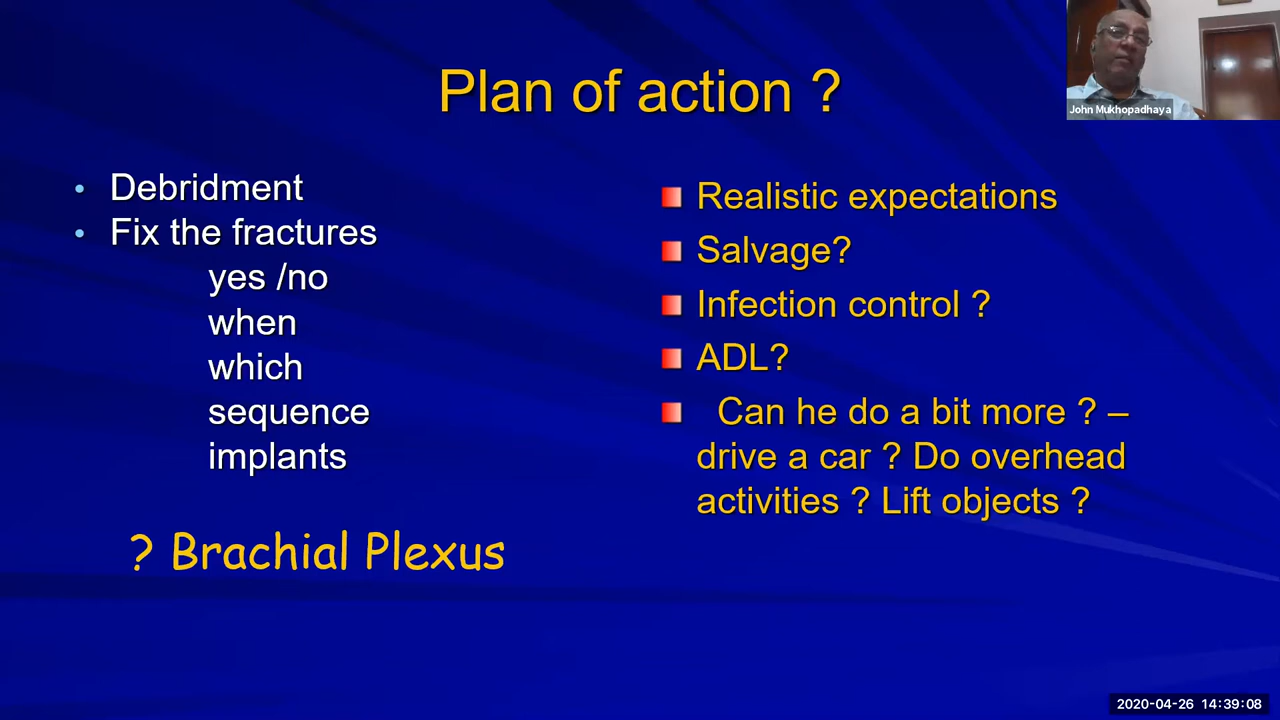 Plan of action ?
John Mukhopadhaya
• Debridment
• Fix the fractures
yes /no
when
which
sequence
implants
? Brachial Plexus
Realistic expectations
Salvage?
Infection control ?
ADL?
Can he do a bit more ? –
drive a car ? Do overhead
activities ? Lift objects ?
2020-04-26 14:39:08